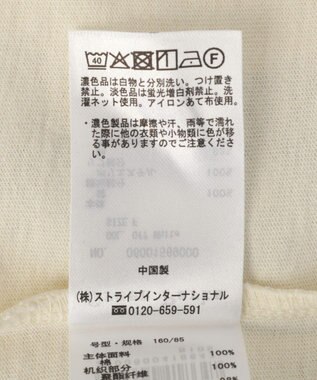 40 F
濃色品は白物と分別洗い。つけ置き
禁止。淡色品は蛍光増白剤禁止。洗
濯ネット使用。アイロンあて布使用。
・濃色製品は摩擦や汗、雨等で濡れ
た際に他の衣類や小物類に色が移
る事がありますのでご注意くださ
い。
中国製
(株)ストライプインターナショナル
0120-659-591
号型・规格 160/85
主体面料
棉 100%
机织部分
聚酯纤维 100%